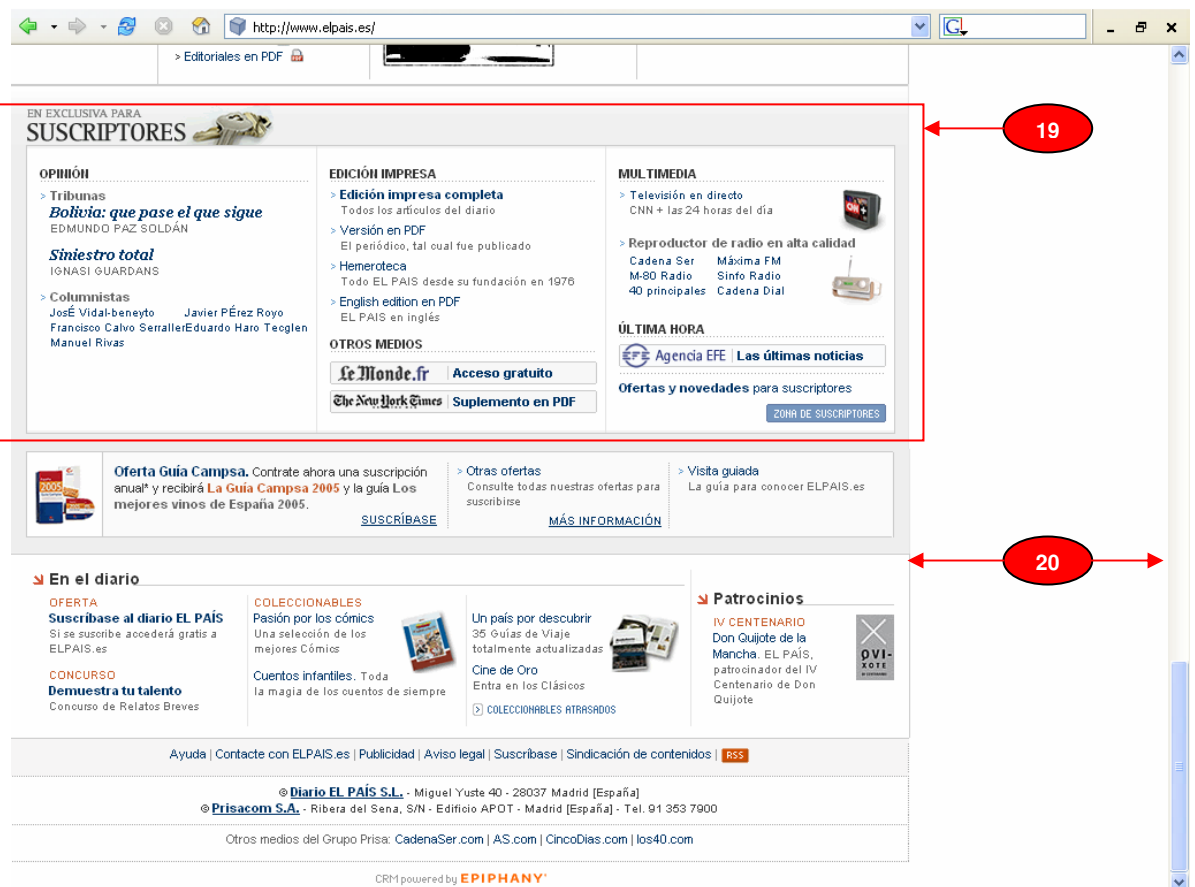 http://www.elpais.es/
G
> Editoriales en PDF
EN EXCLUSIVA PARA
SUSCRIPTORES
19
OPINIÓN
> Tribunas
Bolivia: que pase el que sigue
EDMUNDO PAZ SOLDÁN
Siniestro total
IGNASI GUARDANS
> Columnistas
JosÉ Vidal-beneyto Javier PÉrez Royo
Francisco Calvo SerrallerEduardo Haro Tecglen
Manuel Rivas
EDICIÓN IMPRESA
> Edición impresa completa
Todos los artículos del diario
> Versión en PDF
El periódico, tal cual fue publicado
> Hemeroteca
Todo EL PAIS desde su fundación en 1976
> English edition en PDF
EL PAIS en inglés
OTROS MEDIOS
Le Monde.fr Acceso gratuito
The New York Times Suplemento en PDF
MULTIMEDIA
> Televisión en directo
CNN + las 24 horas del día
> Reproductor de radio en alta calidad
Cadena Ser Máxima FM
M-80 Radio Sinfo Radio
40 principales Cadena Dial
ÚLTIMA HORA
EFE Agencia EFE | Las últimas noticias
Ofertas y novedades para suscriptores
ZONA DE SUSCRIPTORES
2005
Oferta Guía Campsa. Contrate ahora una suscripción
anual* y recibirá La Guía Campsa 2005 y la guía Los
mejores vinos de España 2005.
SUSCRÍBASE
> Otras ofertas
Consulte todas nuestras ofertas para
suscribirse
MÁS INFORMACIÓN
> Visita guiada
La guía para conocer ELPAIS.es
20
En el diario
OFERTA
Suscríbase al diario EL PAÍS
Si se suscribe accederá gratis a
ELPAIS.es
CONCURSO
Demuestra tu talento
Concurso de Relatos Breves
COLECCIONABLES
Pasión por los cómics
Una selección de los
mejores Cómics
Cuentos infantiles. Toda
la magia de los cuentos de siempre
Un país por descubrir
35 Guías de Viaje
totalmente actualizadas
Cine de Oro
Entra en los Clásicos
> COLECCIONABLES ATRASADOS
Patrocinios
IV CENTENARIO
Don Quijote de la
Mancha. EL PAÍS,
patrocinador del IV
Centenario de Don
Quijote
QVI-
XOTE
Ayuda | Contacte con ELPAIS.es | Publicidad | Aviso legal | Suscríbase | Sindicación de contenidos | RSS
© Diario EL PAÍS S.L. - Miguel Yuste 40 - 28037 Madrid [España]
© Prisacom S.A. - Ribera del Sena, S/N - Edificio APOT - Madrid [España] - Tel. 91 353 7900
Otros medios del Grupo Prisa: CadenaSer.com | AS.com | CincoDias.com | los40.com
CRM powered by EPIPHANY